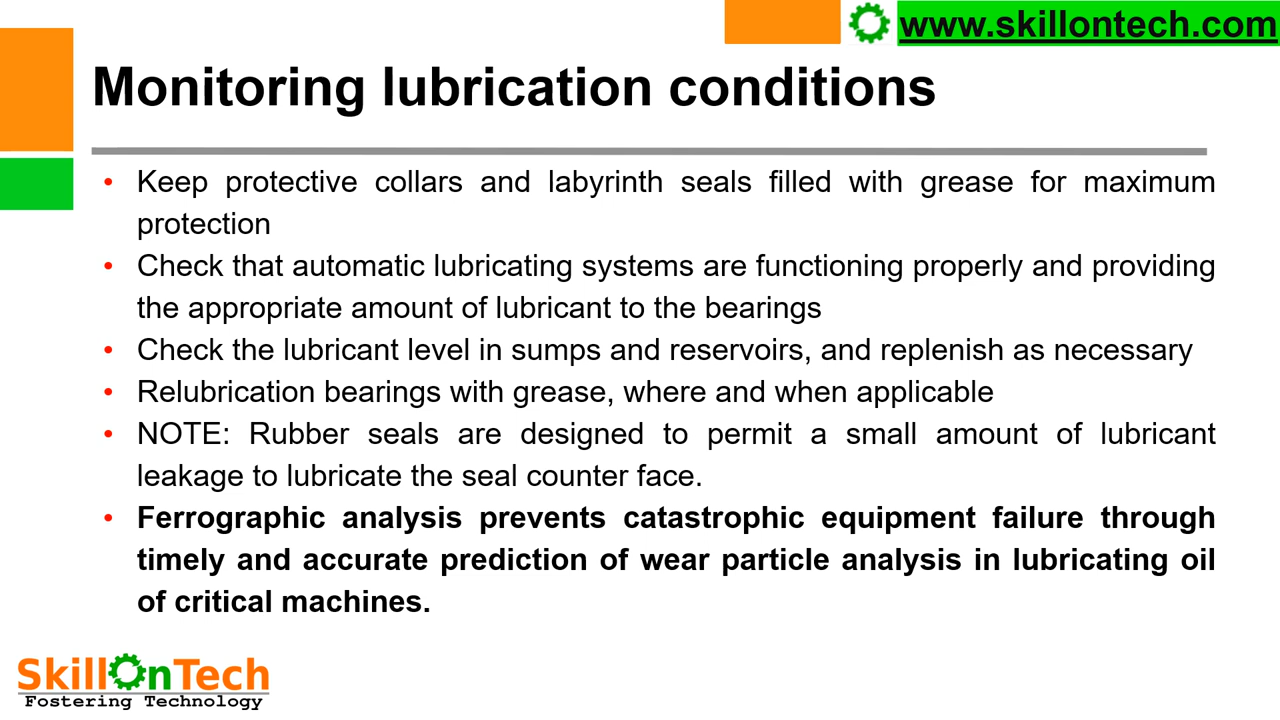 www.skillontech.com
Monitoring lubrication conditions
• Keep protective collars and labyrinth seals filled with grease for maximum
protection
• Check that automatic lubricating systems are functioning properly and providing
the appropriate amount of lubricant to the bearings
• Check the lubricant level in sumps and reservoirs, and replenish as necessary
• Relubrication bearings with grease, where and when applicable
• NOTE: Rubber seals are designed to permit a small amount of lubricant
leakage to lubricate the seal counter face.
• Ferrographic analysis prevents catastrophic equipment failure through
timely and accurate prediction of wear particle analysis in lubricating oil
of critical machines.
SkillOnTech
Fostering Technology